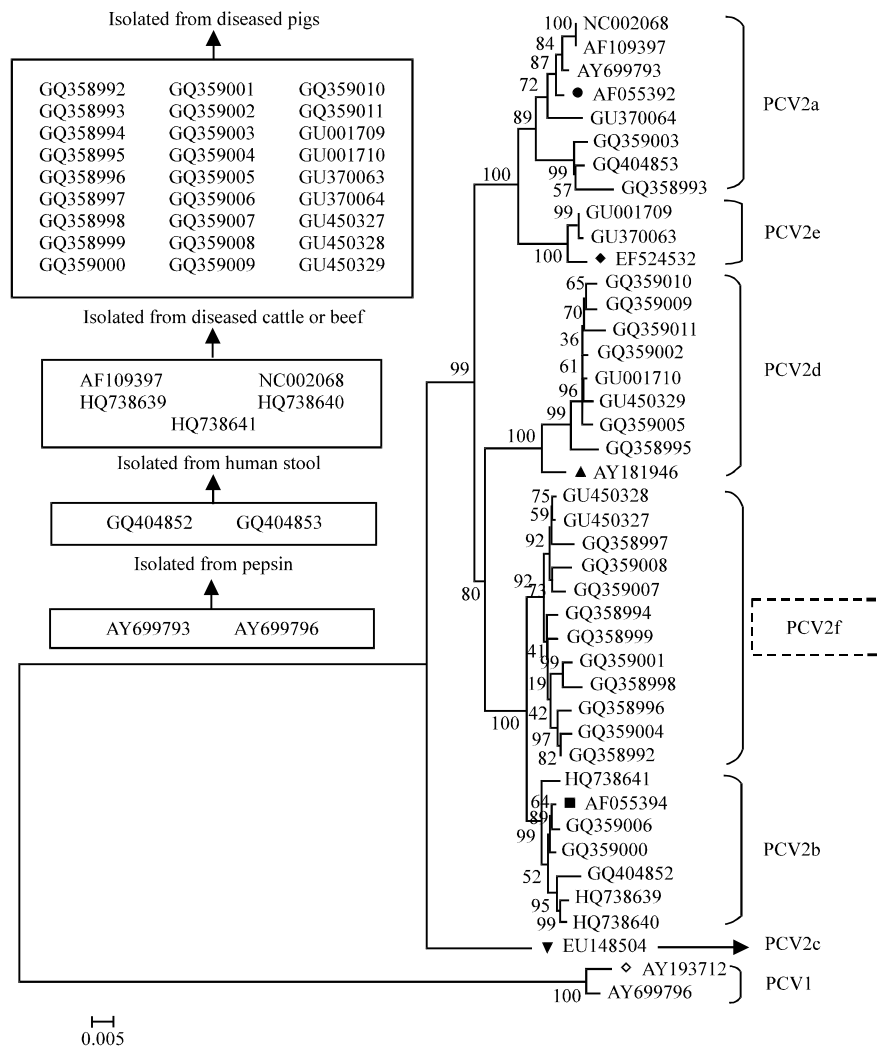 Isolated from diseased pigs
GQ358992 GQ359001 GQ359010
GQ358993 GQ359002 GQ359011
GQ358994 GQ359003 GU001709
GQ358995 GQ359004 GU001710
GQ358996 GQ359005 GU370063
GQ358997 GQ359006 GU370064
GQ358998 GQ359007 GU450327
GQ358999 GQ359008 GU450328
GQ359000 GQ359009 GU450329
Isolated from diseased cattle or beef
AF109397 NC002068
HQ738639 HQ738640
HQ738641
Isolated from human stool
GQ404852 GQ404853
Isolated from pepsin
AY699793 AY699796
0.005
100 NC002068
84 AF109397
87 AY699793
72 AF055392
GU370064
89
GQ359003
99 GQ404853
57 GQ358993
PCV2a
100
99 GU001709
GU370063
100 EF524532
PCV2e
65 GQ359010
70 GQ359009
GQ359011
36 GQ359002
61 GU001710
96 GU450329
99 GQ359005
GQ358995
100 AY181946
PCV2d
99
80
75 GU450328
59 GU450327
92 GQ358997
GQ359008
92 73 GQ359007
GQ358994
GQ358999
41 99 GQ359001
19 GQ358998
42 GQ358996
97 GQ359004
82 GQ358992
PCV2f
100
HQ738641
64 AF055394
89 GQ359006
99 GQ359000
52 GQ404852
95 HQ738639
99 HQ738640
PCV2b
EU148504 PCV2c
AY193712
100 AY699796
PCV1